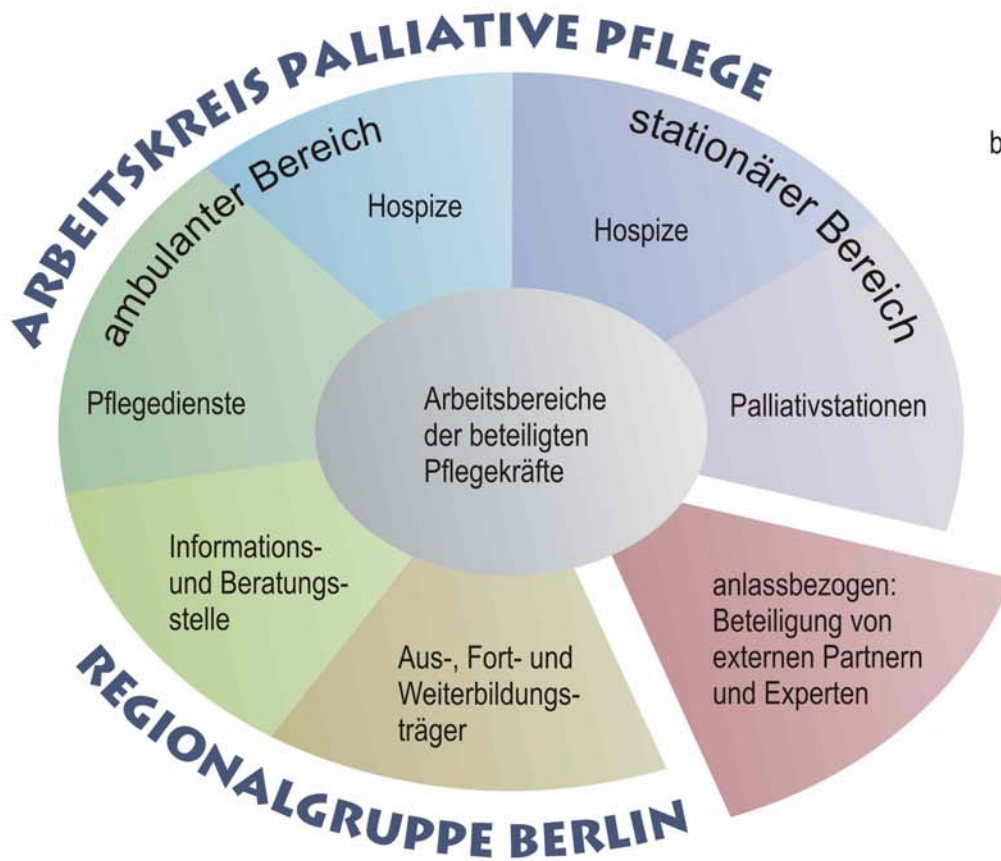 ARBEITSKREIS PALLIATIVE PFLEGE
ambulanter Bereich
stationärer Bereich
b
Hospize
Hospize
Pflegedienste
Arbeitsbereiche
der beteiligten
Pflegekräfte
Palliativstationen
Informations-
und Beratungs-
stelle
Aus-, Fort- und
Weiterbildungs-
träger
anlassbezogen:
Beteiligung von
externen Partnern
und Experten
REGIONALGRUPPE BERLIN